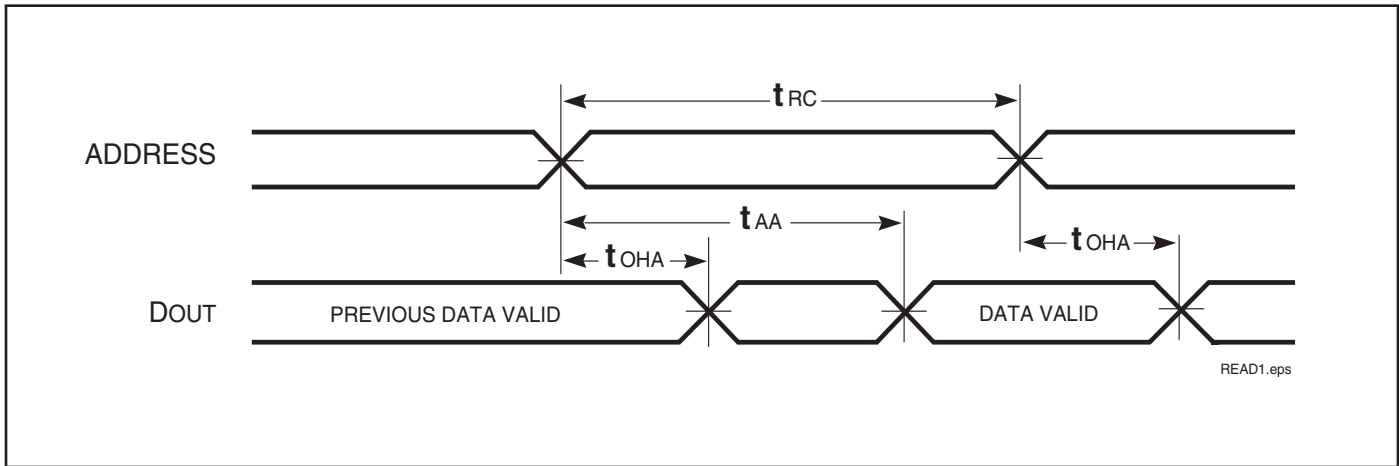 tRC
ADDRESS
tAA
tOHA
tOHA
DOUT
PREVIOUS DATA VALID
DATA VALID
READ1.eps